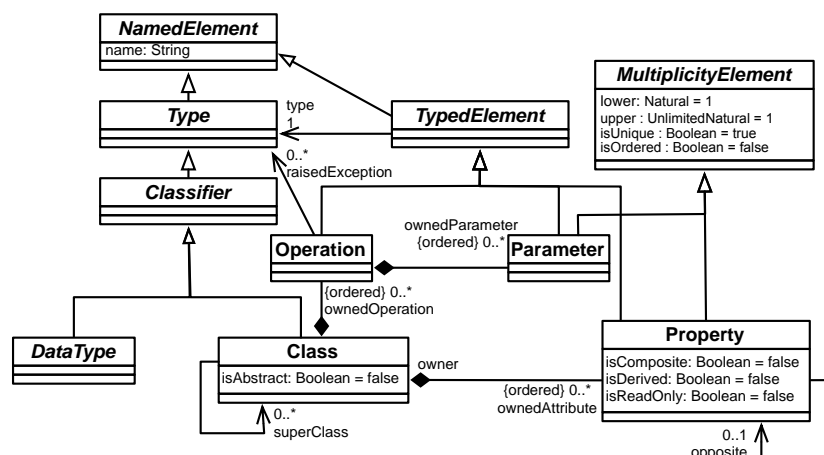 NamedElement
name: String
MultiplicityElement
lower: Natural = 1
upper : UnlimitedNatural = 1
isUnique : Boolean = true
isOrdered : Boolean = false
type
1
Type
TypedElement
0..*
raisedException
Classifier
ownedParameter
{ordered} 0..*
Operation
Parameter
{ordered} 0..*
ownedOperation
DataType
Class
isAbstract: Boolean = false
owner
{ordered} 0..*
ownedAttribute
Property
isComposite: Boolean = false
isDerived: Boolean = false
isReadOnly: Boolean = false
0..*
superClass
0..1
opposite